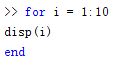 >> for i = 1:10
disp(i)
end